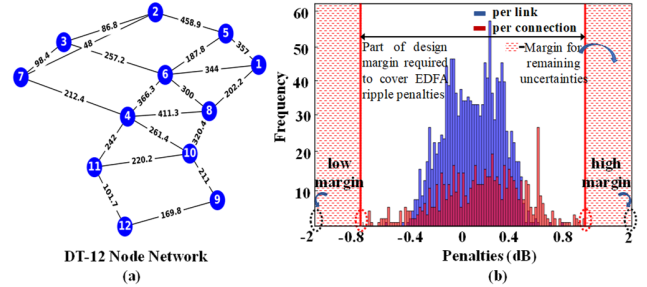 (a)
2
458.9
86.8
5
3
48
187.8
357
98.4
257.2
1
6
344
7
366.3
300
202.2
212.4
8
4
411.3
320.4
261.4
242
10
220.2
11
211
101.7
9
169.8
12
DT-12 Node Network
(a)
per link
per connection
Part of design
margin required
to cover EDFA
ripple penalties
Margin for
remaining
uncertainties
low
margin
high
margin
Frequency
60
50
40
30
20
10
-2
-0.8
-0.4
0
0.4
0.8
2
Penalties (dB)
(b)